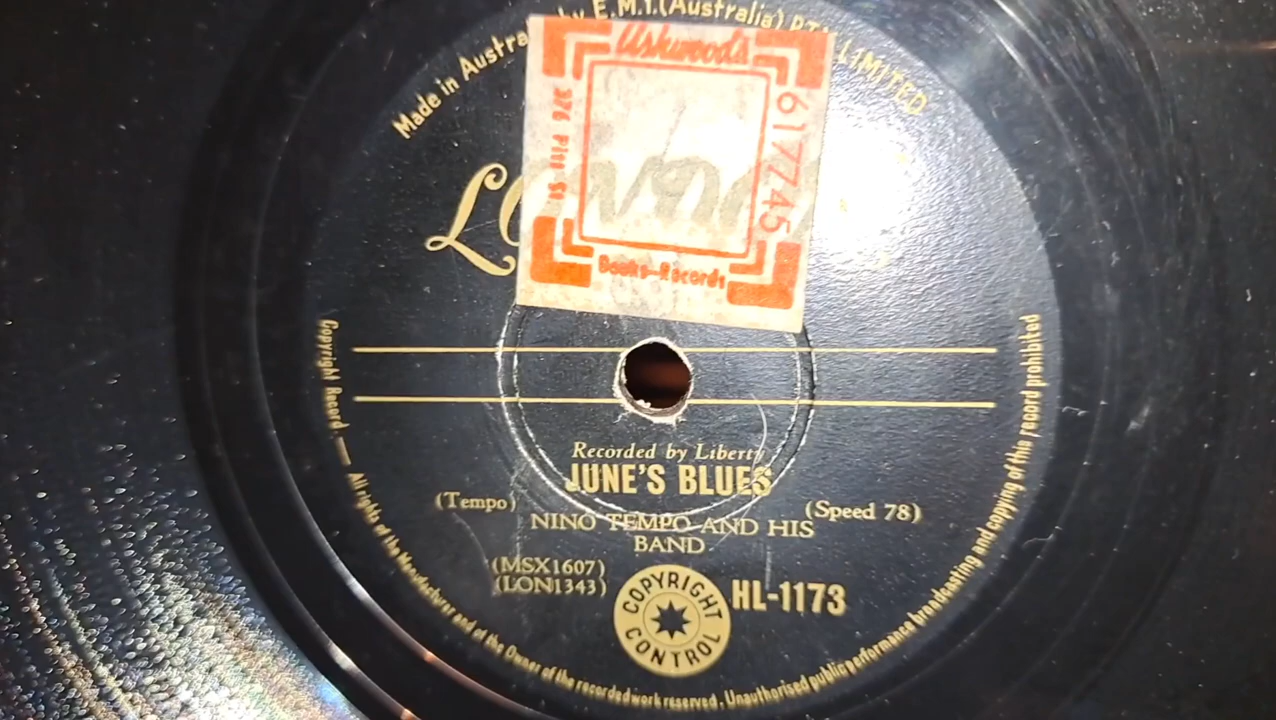 Made in Austra by E.M.I.(Australia) PTY. LIMITED
Ashwoods
376 Pitt St
617745
Books-Records
Recorded by Liberty
JUNE'S BLUES
(Tempo)
(Speed 78)
NINO TEMPO AND HIS
BAND
(MSX1607)
(LON1343)
HL-1173
COPYRIGHT
CONTROL
Copyright Record. — All rights of the Manufacturer and of the Owner of the recorded work reserved. Unauthorised public performance broadcasting and copying of this record prohibited